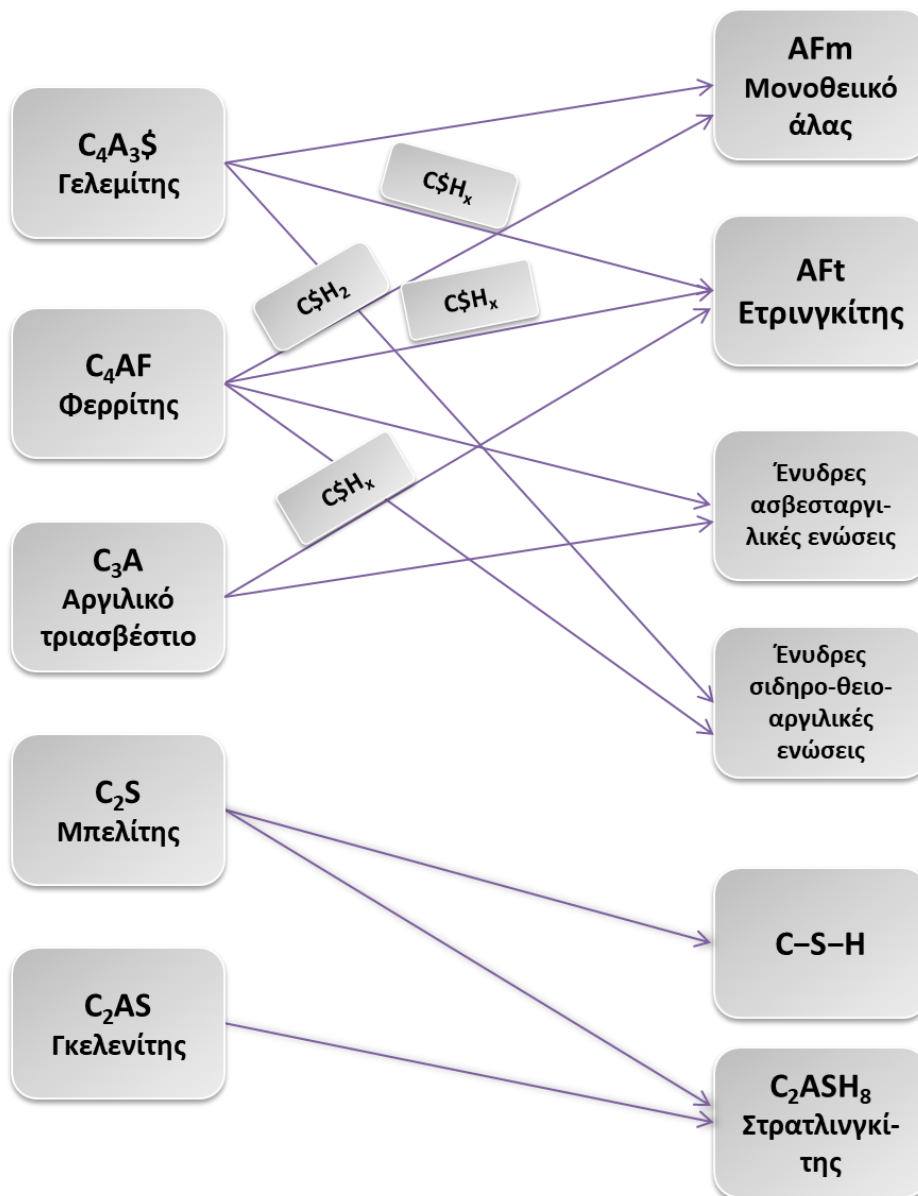 C₄A₃$
Γελεμίτης
C₄AF
Φερρίτης
C₃A
Αργιλικό
τριασβέστιο
C₂S
Μπελίτης
C₂AS
Γκελενίτης
C$Hₓ
C$H₂
C$Hₓ
C$Hₓ
AFm
Μονοθειικό
άλας
AFt
Ετρινγκίτης
Ένυδρες
ασβεσταργι-
λικές ενώσεις
Ένυδρες
σιδηρο-θειο-
αργιλικές
ενώσεις
C–S–H
C₂ASH₈
Στρατλινγκί-
της